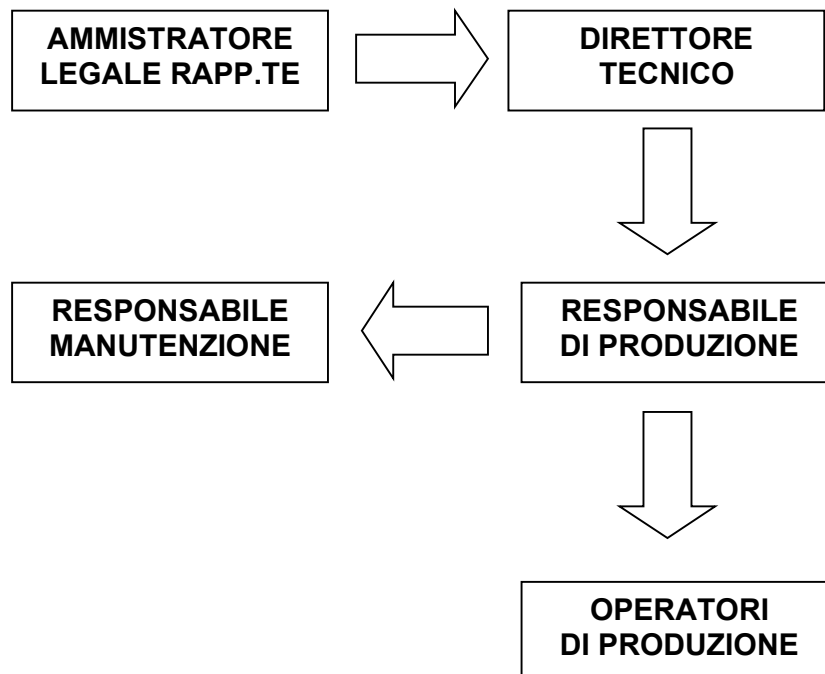 AMMISTRATORE
LEGALE RAPP.TE
DIRETTORE
TECNICO
RESPONSABILE
MANUTENZIONE
RESPONSABILE
DI PRODUZIONE
OPERATORI
DI PRODUZIONE